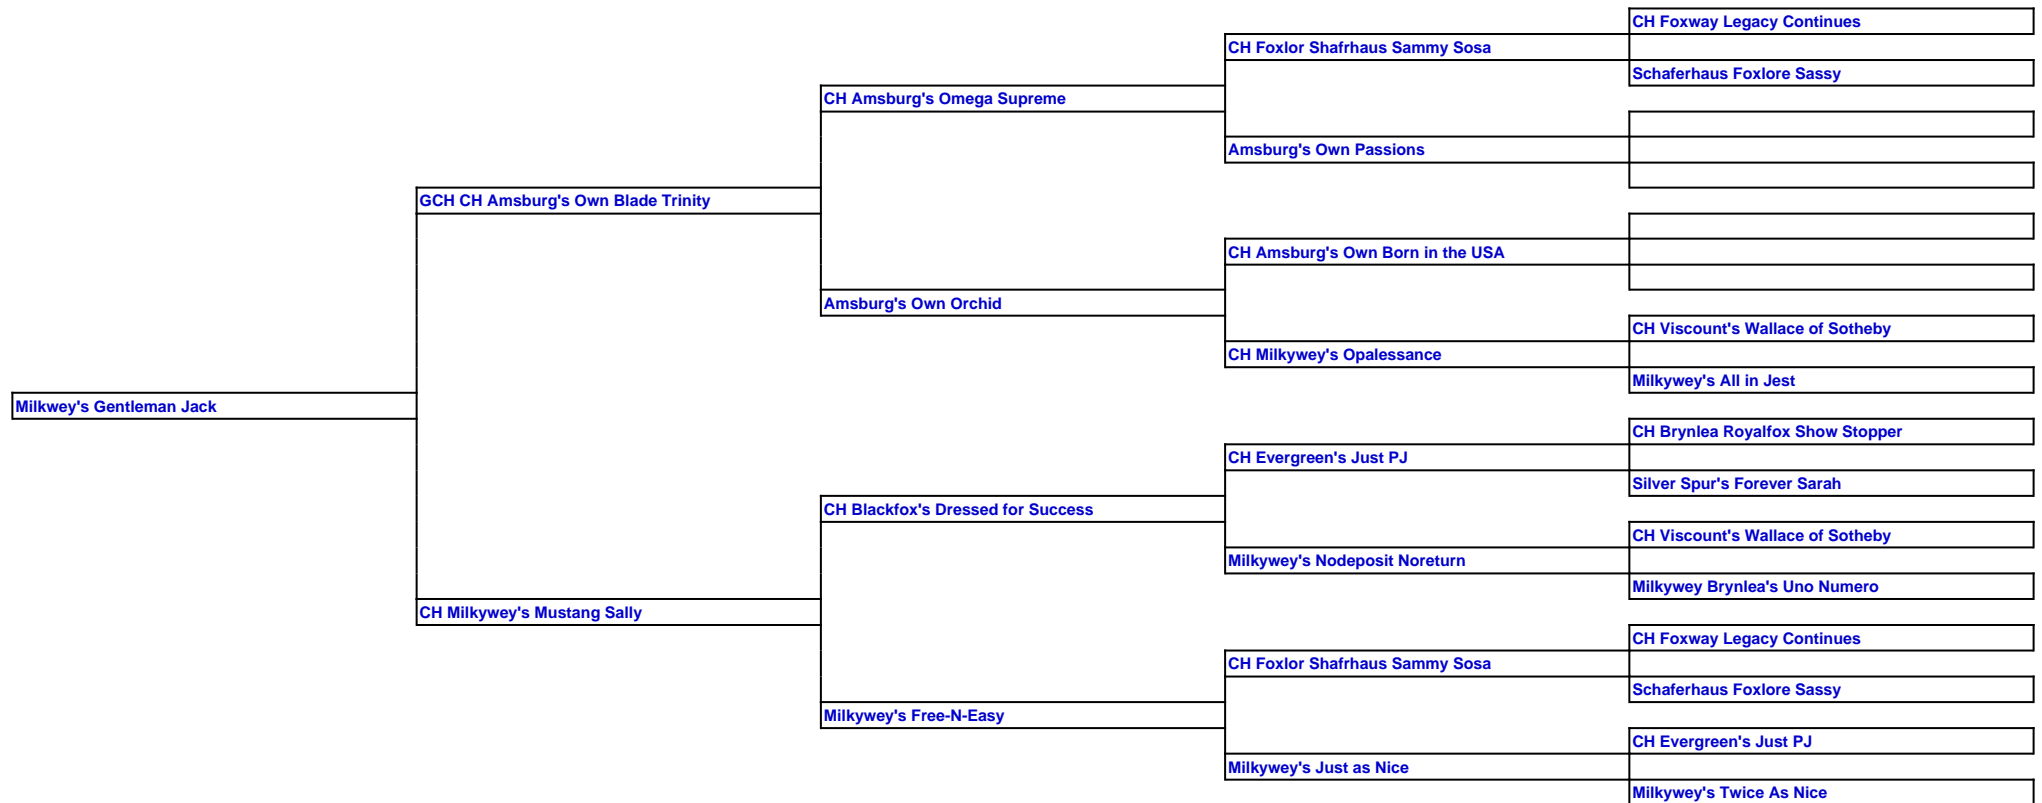 CH Foxway Legacy Continues
CH Foxlor Shafrhaus Sammy Sosa
Schaferhaus Foxlore Sassy
CH Amsburg's Omega Supreme
Amsburg's Own Passions
GCH CH Amsburg's Own Blade Trinity
CH Amsburg's Own Born in the USA
Amsburg's Own Orchid
CH Viscount's Wallace of Sotheby
CH Milkywey's Opalessance
Milkywey's All in Jest
Milkwey's Gentleman Jack
CH Brynlea Royalfox Show Stopper
CH Evergreen's Just PJ
Silver Spur's Forever Sarah
CH Blackfox's Dressed for Success
CH Viscount's Wallace of Sotheby
Milkywey's Nodeposit Noreturn
Milkywey Brynlea's Uno Numero
CH Milkywey's Mustang Sally
CH Foxway Legacy Continues
CH Foxlor Shafrhaus Sammy Sosa
Schaferhaus Foxlore Sassy
Milkywey's Free-N-Easy
CH Evergreen's Just PJ
Milkywey's Just as Nice
Milkywey's Twice As Nice